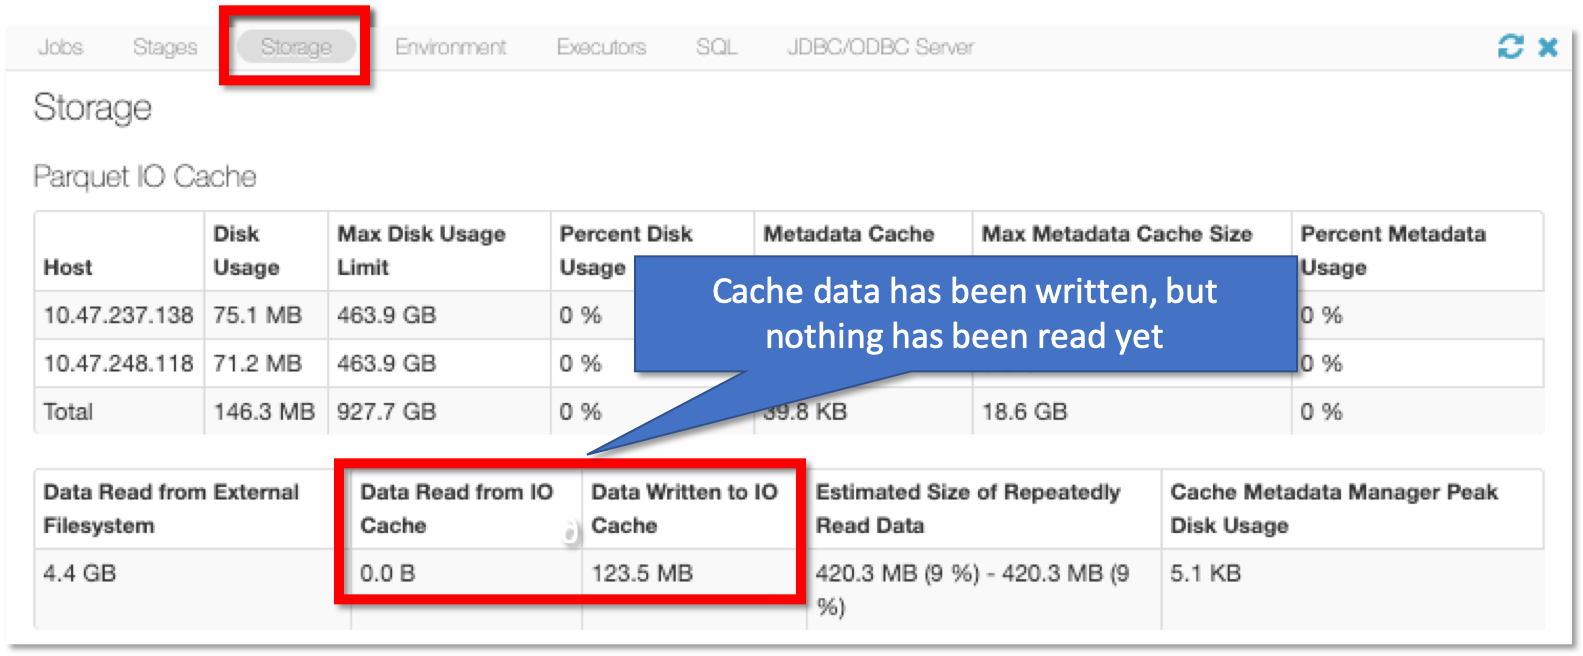 Jobs Stages Storage Environment Executors SQL JDBC/ODBC Server
Storage
Parquet IO Cache
Host Disk Usage Max Disk Usage Limit Percent Disk Usage Metadata Cache Max Metadata Cache Size Percent Metadata Usage
10.47.237.138 75.1 MB 463.9 GB 0 % 0 %
10.47.248.118 71.2 MB 463.9 GB 0 % 0 %
Total 146.3 MB 927.7 GB 0 % 39.8 KB 18.6 GB 0 %
Cache data has been written, but
nothing has been read yet
Data Read from External Filesystem Data Read from IO Cache Data Written to IO Cache Estimated Size of Repeatedly Read Data Cache Metadata Manager Peak Disk Usage
4.4 GB 0.0 B 123.5 MB 420.3 MB (9 %) - 420.3 MB (9 %) 5.1 KB